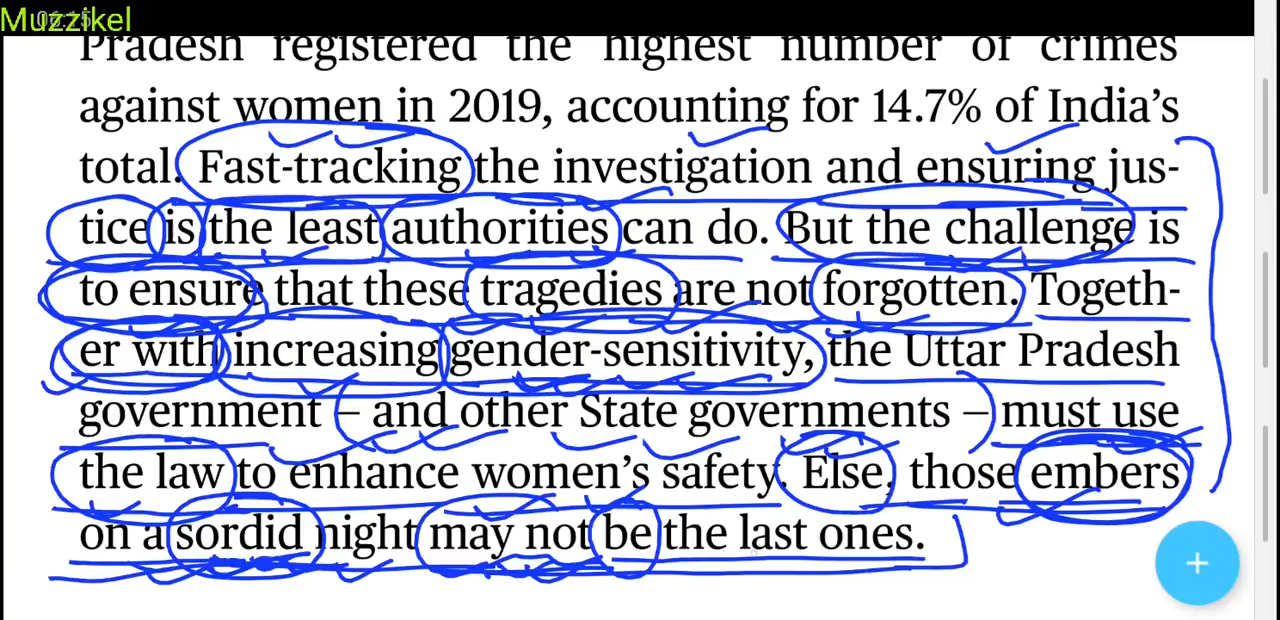 Muzzikel
Pradesh registered the highest number of crimes
against women in 2019, accounting for 14.7% of India’s
total. Fast-tracking the investigation and ensuring jus-
tice is the least authorities can do. But the challenge is
to ensure that these tragedies are not forgotten. Togeth-
er with increasing gender-sensitivity, the Uttar Pradesh
government – and other State governments – must use
the law to enhance women’s safety. Else, those embers
on a sordid night may not be the last ones.